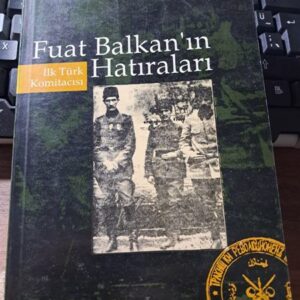 Fuat Balkan'ın
İlk Türk
Komitacısı
Hatıraları